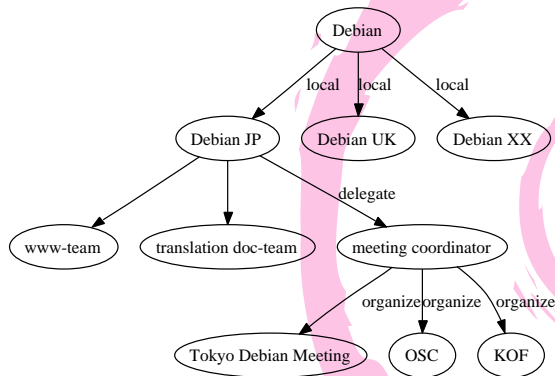 Debian
local
local
local
Debian JP
Debian UK
Debian XX
delegate
www-team
translation doc-team
meeting coordinator
organize
organize
organize
Tokyo Debian Meeting
OSC
KOF